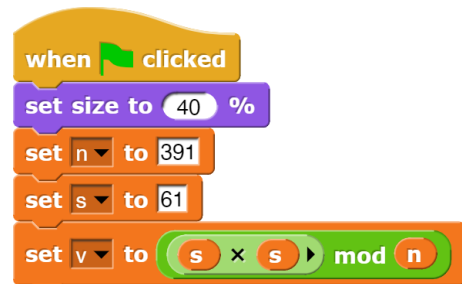 when clicked
set size to 40 %
set n to 391
set s to 61
set v to s × s mod n